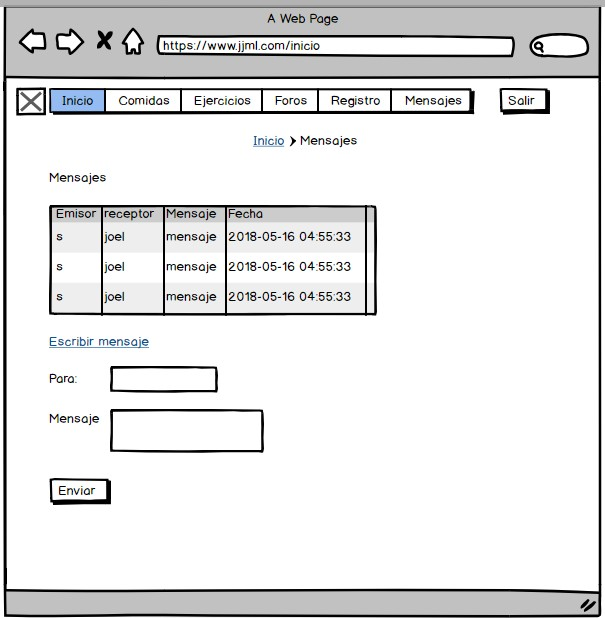 A Web Page
https://www.jjml.com/inicio
Inicio Comidas Ejercicios Foros Registro Mensajes Salir
Inicio Mensajes
Mensajes
Emisor receptor Mensaje Fecha
s joel mensaje 2018-05-16 04:55:33
s joel mensaje 2018-05-16 04:55:33
s joel mensaje 2018-05-16 04:55:33
Escribir mensaje
Para:
Mensaje
Enviar